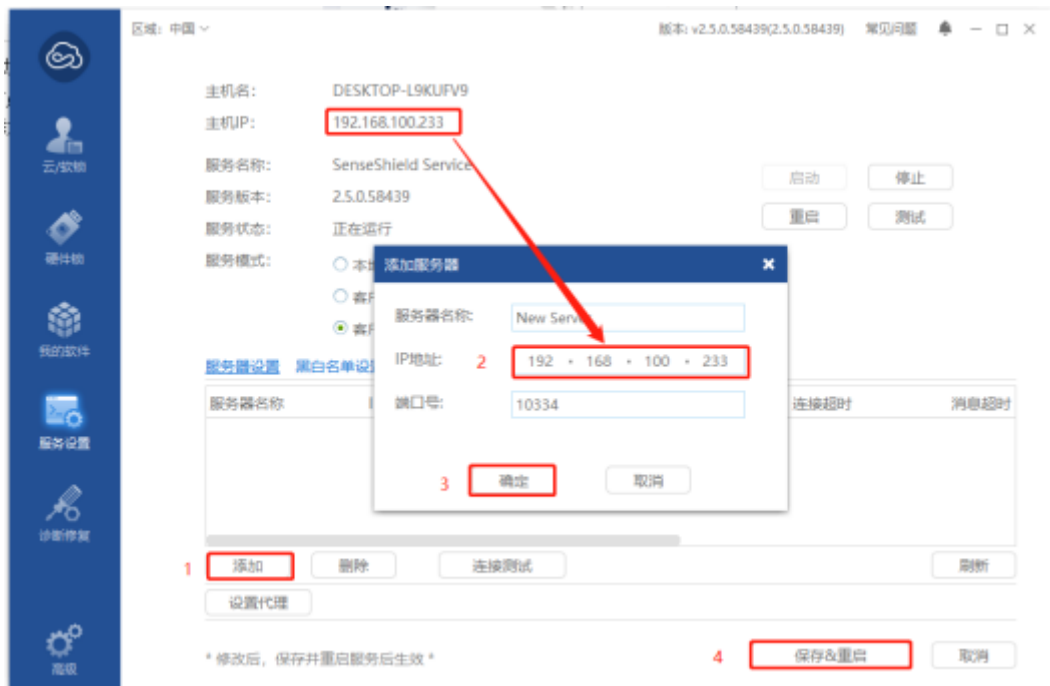 区域: 中国
版本: v2.5.0.58439(2.5.0.58439) 常见问题
主机名: DESKTOP-L9KUFV9
主机IP: 192.168.100.233
云/软锁
服务名称: SenseShield Service
启动 停止
服务版本: 2.5.0.58439
重启 测试
服务状态: 正在运行
硬件锁
服务模式:
添加服务器
服务器名称: New Server
我的软件
服务器设置 黑白名单设
IP地址: 2 192 . 168 . 100 . 233
服务器名称 连接超时 消息超时
端口号: 10334
服务设置
3 确定 取消
诊断修复
1 添加 删除 连接测试 刷新
设置代理
高级
* 修改后，保存并重启服务后生效 *
4 保存&重启 取消